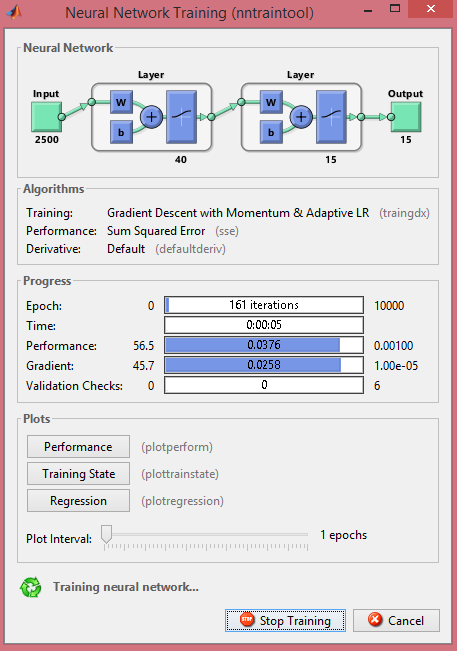 Neural Network Training (nntraintool)
Neural Network
Layer Layer
Input Output
W W
b b
2500 15
40 15
Algorithms
Training: Gradient Descent with Momentum & Adaptive LR (traingdx)
Performance: Sum Squared Error (sse)
Derivative: Default (defaultderiv)
Progress
Epoch: 0 161 iterations 10000
Time: 0:00:05
Performance: 56.5 0.0376 0.00100
Gradient: 45.7 0.0258 1.00e-05
Validation Checks: 0 0 6
Plots
Performance (plotperform)
Training State (plottrainstate)
Regression (plotregression)
Plot Interval: 1 epochs
Training neural network...
STOP Stop Training Cancel